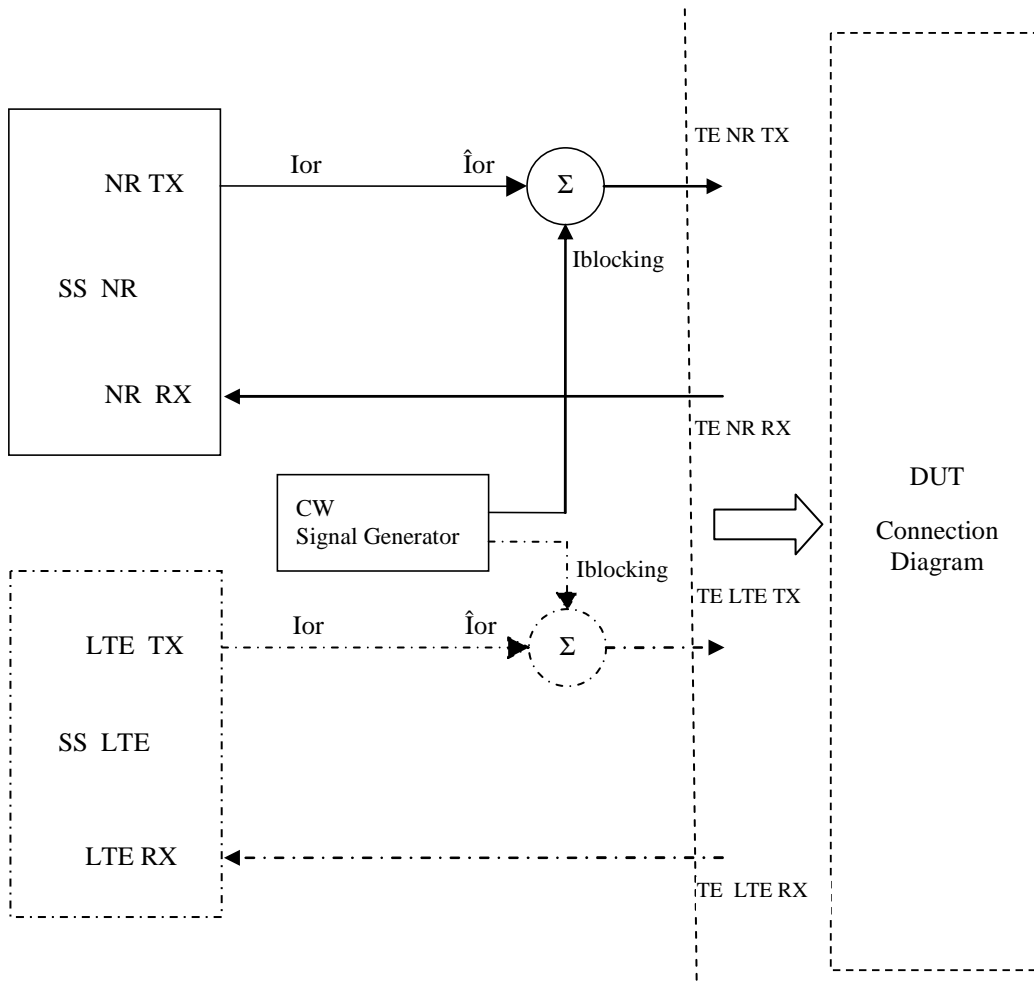 TE NR TX
NR TX
Ior
Îor
Σ
Iblocking
SS NR
NR RX
TE NR RX
CW
Signal Generator
DUT
Connection
Diagram
Iblocking
TE LTE TX
LTE TX
Ior
Îor
Σ
SS LTE
LTE RX
TE LTE RX